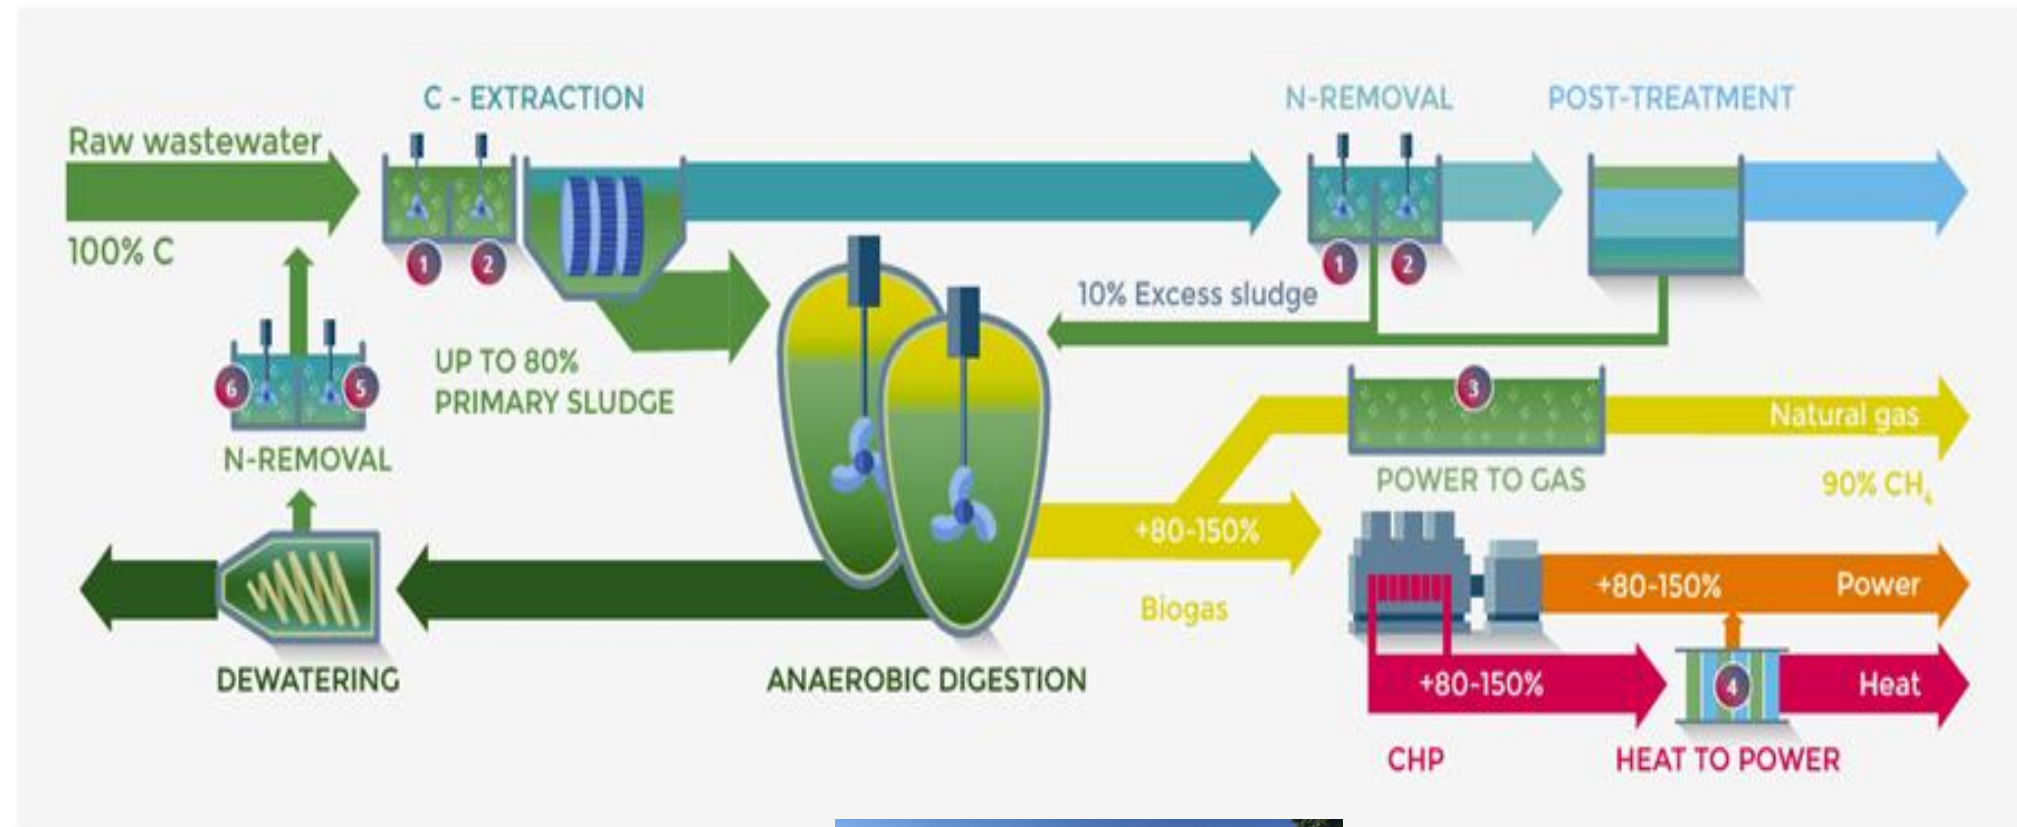 C - EXTRACTION
N-REMOVAL
POST-TREATMENT
Raw wastewater
100% C
1
2
1
2
10% Excess sludge
UP TO 80%
PRIMARY SLUDGE
6
5
N-REMOVAL
3
Natural gas
POWER TO GAS
90% CH₄
+80-150%
Biogas
+80-150%
Power
DEWATERING
ANAEROBIC DIGESTION
+80-150%
4
Heat
CHP
HEAT TO POWER